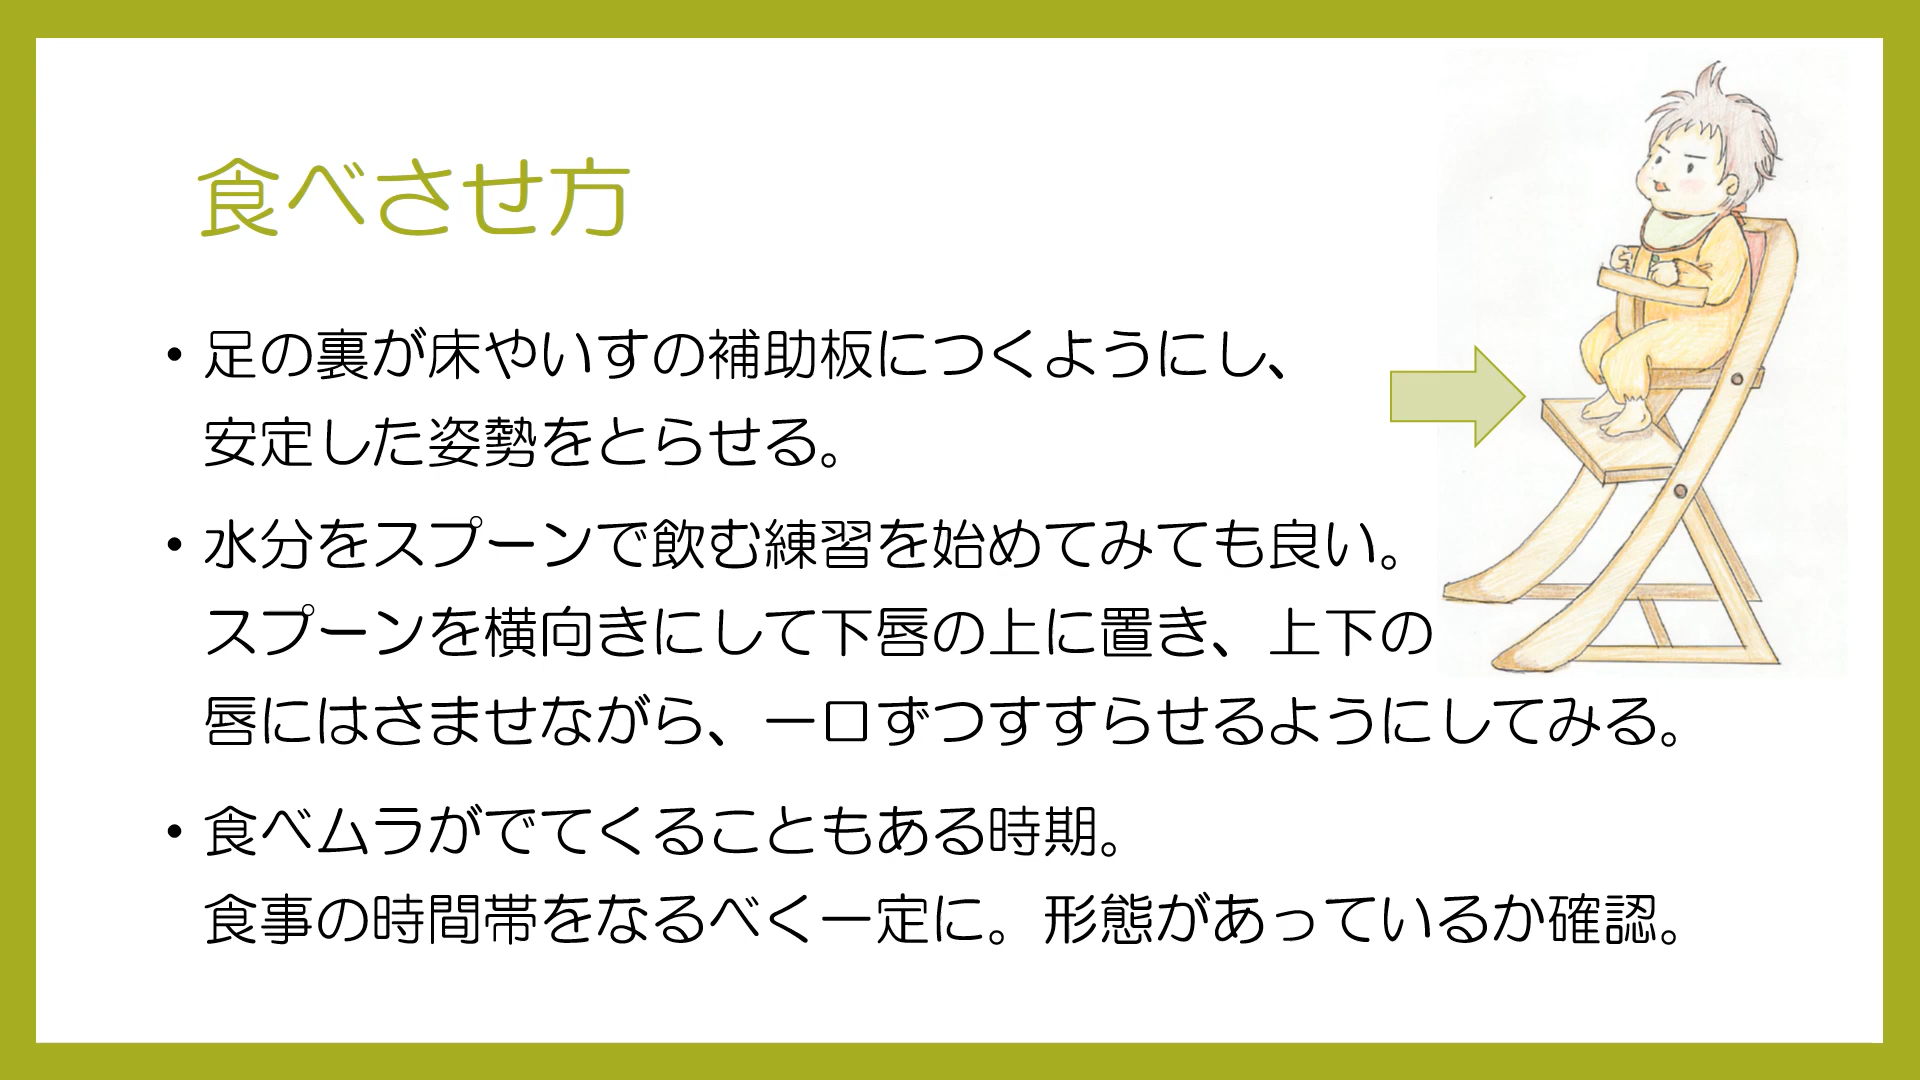 食べさせ方
• 足の裏が床やいすの補助板につくようにし、
安定した姿勢をとらせる。
• 水分をスプーンで飲む練習を始めてみても良い。
スプーンを横向きにして下唇の上に置き、上下の
唇にはさませながら、一口ずつすすらせるようにしてみる。
• 食べムラがでてくることもある時期。
食事の時間帯をなるべく一定に。形態があっているか確認。